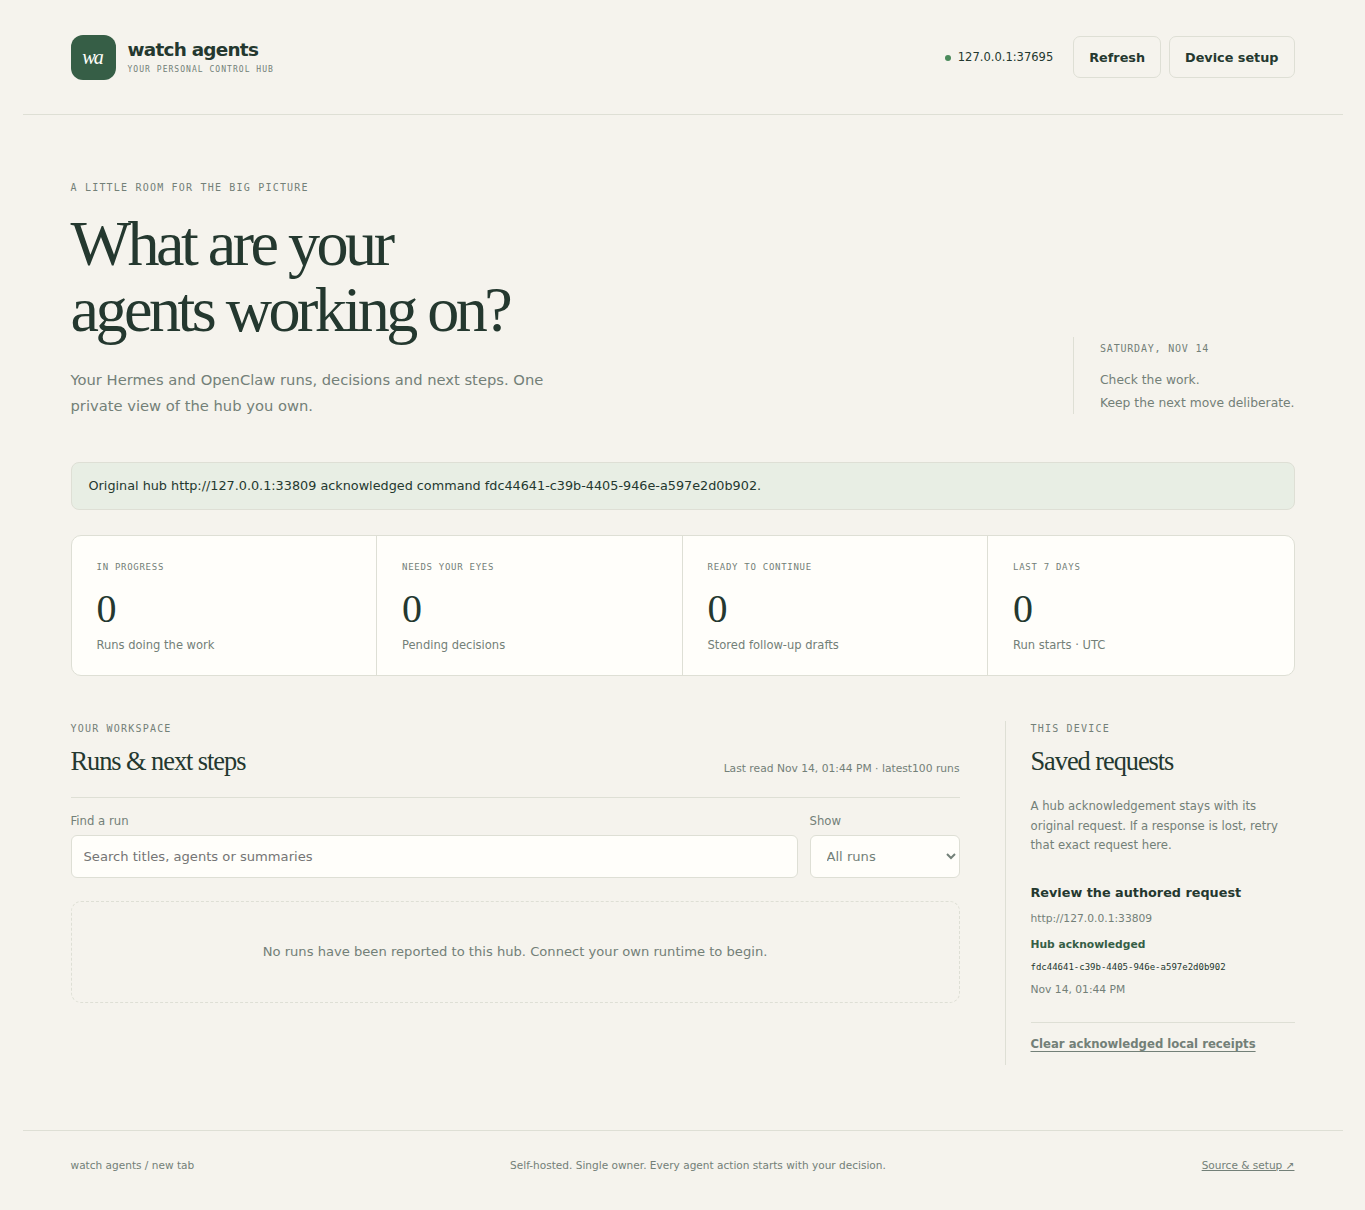 wa
watch agents
YOUR PERSONAL CONTROL HUB
127.0.0.1:37695
Refresh
Device setup
A LITTLE ROOM FOR THE BIG PICTURE
What are your
agents working on?
Your Hermes and OpenClaw runs, decisions and next steps. One
private view of the hub you own.
SATURDAY, NOV 14
Check the work.
Keep the next move deliberate.
Original hub http://127.0.0.1:33809 acknowledged command fdc44641-c39b-4405-946e-a597e2d0b902.
IN PROGRESS
0
Runs doing the work
NEEDS YOUR EYES
0
Pending decisions
READY TO CONTINUE
0
Stored follow-up drafts
LAST 7 DAYS
0
Run starts · UTC
YOUR WORKSPACE
Runs & next steps
Last read Nov 14, 01:44 PM · latest100 runs
Find a run
Search titles, agents or summaries
Show
All runs
No runs have been reported to this hub. Connect your own runtime to begin.
THIS DEVICE
Saved requests
A hub acknowledgement stays with its
original request. If a response is lost, retry
that exact request here.
Review the authored request
http://127.0.0.1:33809
Hub acknowledged
fdc44641-c39b-4405-946e-a597e2d0b902
Nov 14, 01:44 PM
Clear acknowledged local receipts
watch agents / new tab
Self-hosted. Single owner. Every agent action starts with your decision.
Source & setup ↗